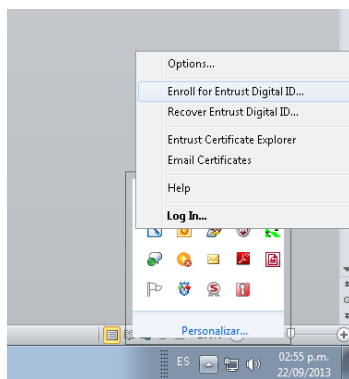 Options...
Enroll for Entrust Digital ID...
Recover Entrust Digital ID...
Entrust Certificate Explorer
Email Certificates
Help
Log In...
Personalizar...
ES
02:55 p.m.
22/09/2013